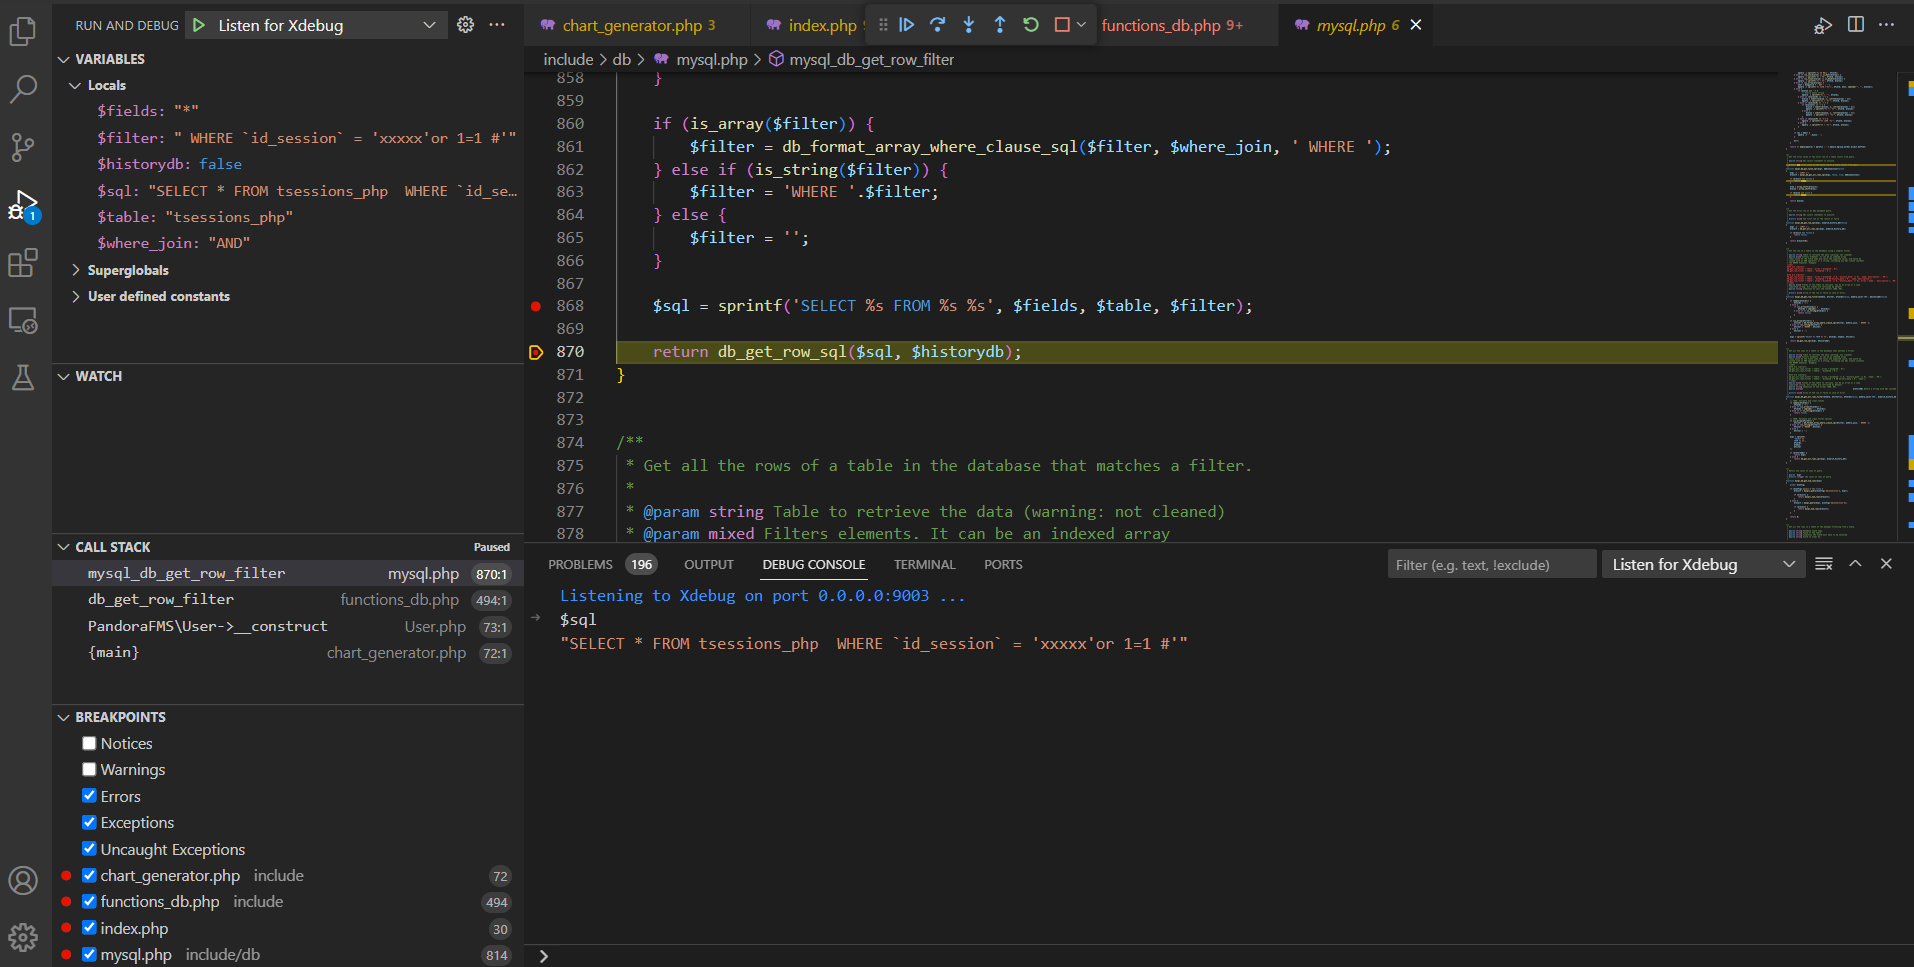 RUN AND DEBUG Listen for Xdebug
chart_generator.php 3 index.php functions_db.php 9+ mysql.php 6
include > db > mysql.php > mysql_db_get_row_filter
VARIABLES
Locals
$fields: "*"
$filter: " WHERE `id_session` = 'xxxxx'or 1=1 #'"
$historydb: false
$sql: "SELECT * FROM tsessions_php  WHERE `id_se…
$table: "tsessions_php"
$where_join: "AND"
Superglobals
User defined constants
WATCH
CALL STACK Paused
mysql_db_get_row_filter mysql.php 870:1
db_get_row_filter functions_db.php 494:1
PandoraFMS\User->__construct User.php 73:1
{main} chart_generator.php 72:1
BREAKPOINTS
Notices
Warnings
Errors
Exceptions
Uncaught Exceptions
chart_generator.php include 72
functions_db.php include 494
index.php 30
mysql.php include/db 814
1
858 }
859
860 if (is_array($filter)) {
861 $filter = db_format_array_where_clause_sql($filter, $where_join, ' WHERE ');
862 } else if (is_string($filter)) {
863 $filter = 'WHERE '.$filter;
864 } else {
865 $filter = '';
866 }
867
868 $sql = sprintf('SELECT %s FROM %s %s', $fields, $table, $filter);
869
870 return db_get_row_sql($sql, $historydb);
871 }
872
873
874 /**
875 * Get all the rows of a table in the database that matches a filter.
876 *
877 * @param string Table to retrieve the data (warning: not cleaned)
878 * @param mixed Filters elements. It can be an indexed array
PROBLEMS 196 OUTPUT DEBUG CONSOLE TERMINAL PORTS Filter (e.g. text, !exclude) Listen for Xdebug
Listening to Xdebug on port 0.0.0.0:9003 ...
$sql
"SELECT * FROM tsessions_php  WHERE `id_session` = 'xxxxx'or 1=1 #'"